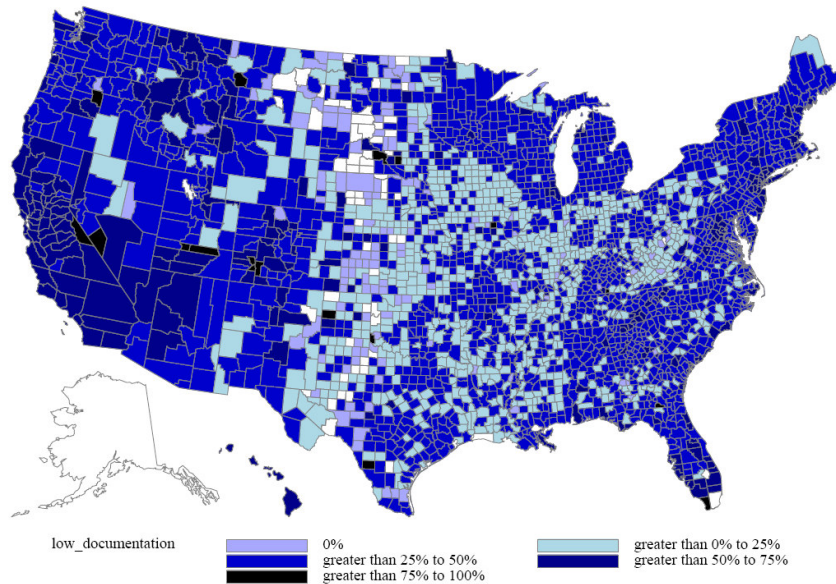 low_documentation
0%
greater than 0% to 25%
greater than 25% to 50%
greater than 50% to 75%
greater than 75% to 100%